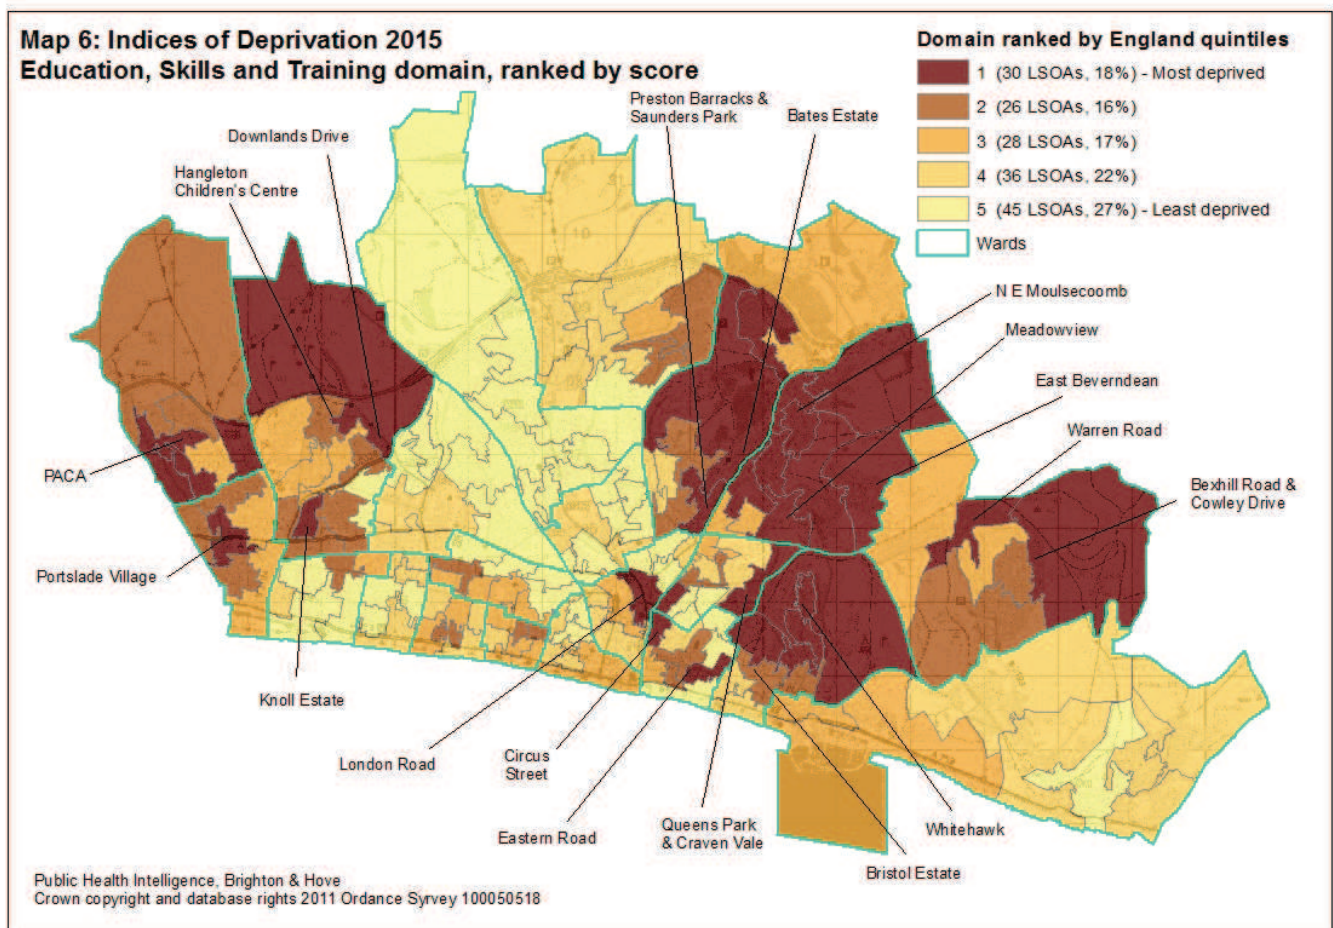 Map 6: Indices of Deprivation 2015
Education, Skills and Training domain, ranked by score
Domain ranked by England quintiles
1 (30 LSOAs, 18%) - Most deprived
2 (26 LSOAs, 16%)
3 (28 LSOAs, 17%)
4 (36 LSOAs, 22%)
5 (45 LSOAs, 27%) - Least deprived
Wards
Preston Barracks &
Saunders Park
Bates Estate
Downlands Drive
Hangleton
Children's Centre
N E Moulsecoomb
Meadowview
East Beverndean
Warren Road
Bexhill Road &
Cowley Drive
PACA
Portslade Village
Knoll Estate
London Road
Circus
Street
Eastern Road
Queens Park
& Craven Vale
Whitehawk
Bristol Estate
Public Health Intelligence, Brighton & Hove
Crown copyright and database rights 2011 Ordance Syrvey 100050518